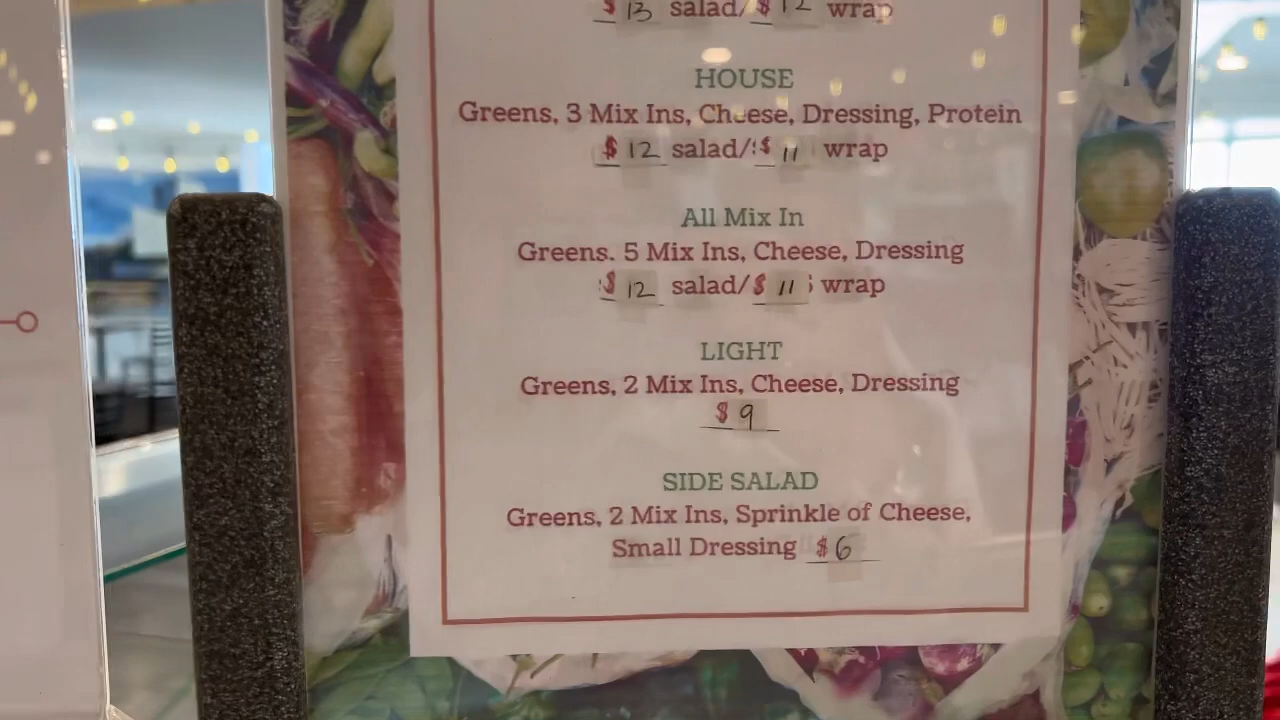 $ 13 salad/ $ 12 wrap
HOUSE
Greens, 3 Mix Ins, Cheese, Dressing, Protein
$ 12 salad/ $ 11 wrap
All Mix In
Greens. 5 Mix Ins, Cheese, Dressing
$ 12 salad/ $ 11 wrap
LIGHT
Greens, 2 Mix Ins, Cheese, Dressing
$ 9
SIDE SALAD
Greens, 2 Mix Ins, Sprinkle of Cheese,
Small Dressing $ 6